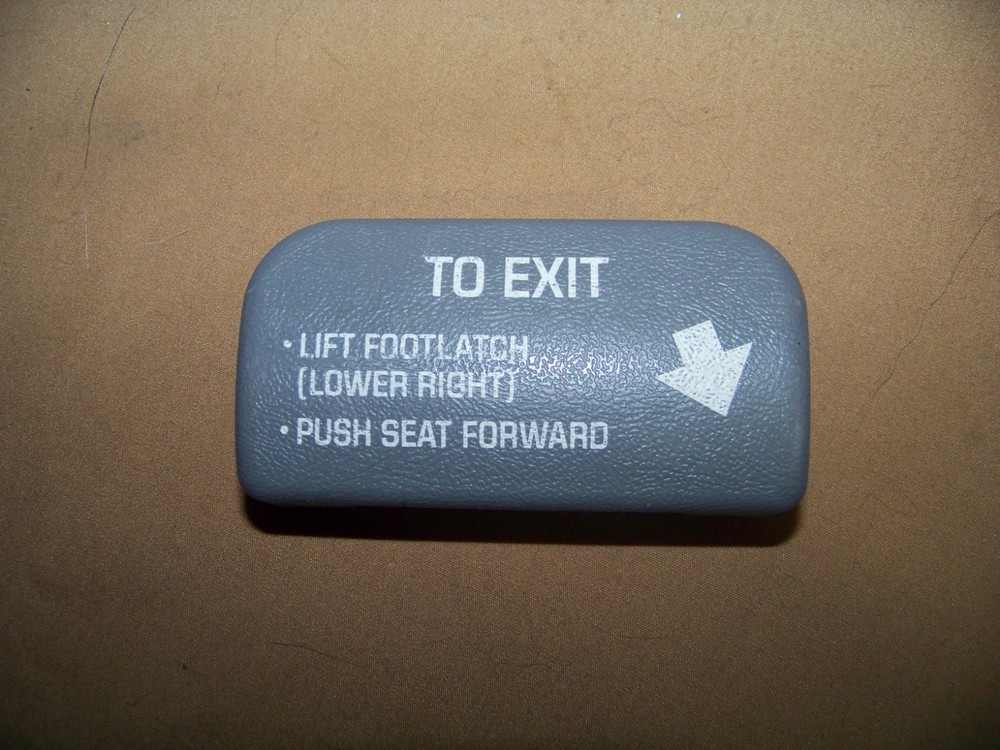 TO EXIT
• LIFT FOOTLATCH
(LOWER RIGHT)
• PUSH SEAT FORWARD